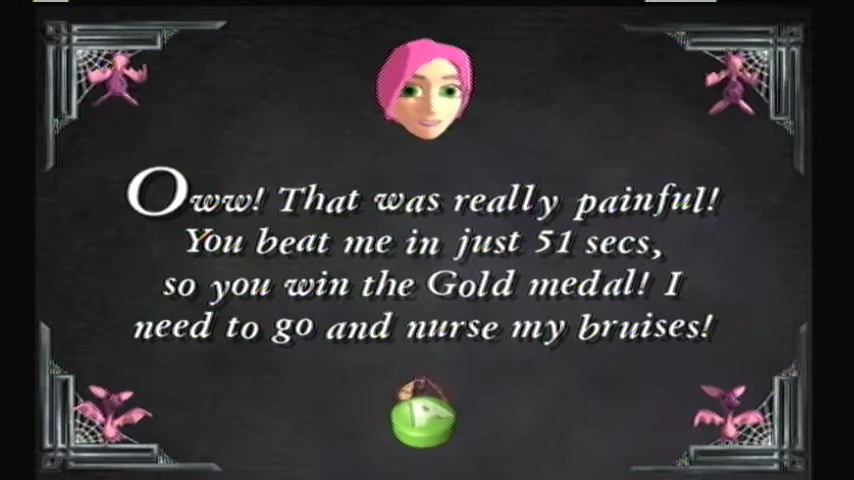 Oww! That was really painful!
You beat me in just 51 secs,
so you win the Gold medal! I
need to go and nurse my bruises!
A